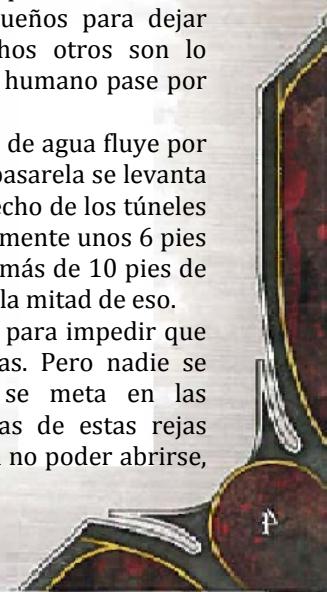 ueños para dejar
hos otros son lo
humano pase por
de agua fluye por
pasarela se levanta
echo de los túneles
mente unos 6 pies
más de 10 pies de
la mitad de eso.
para impedir que
as. Pero nadie se
se meta en las
as de estas rejas
no poder abrirse,